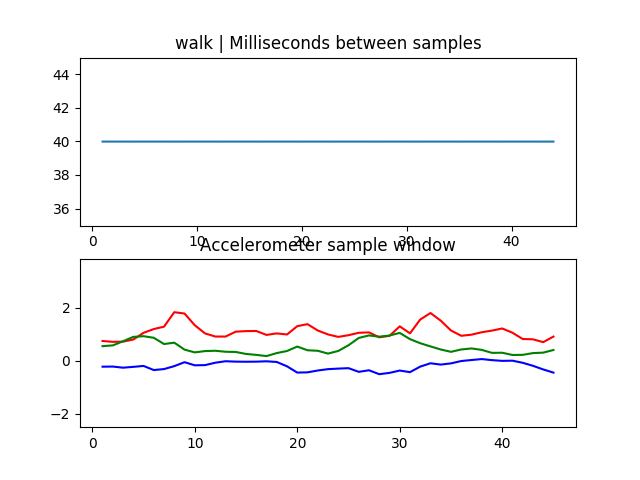 walk | Milliseconds between samples
44
42
40
38
36
0 10 20 30 40
Accelerometer sample window
2
0
−2
0 10 20 30 40